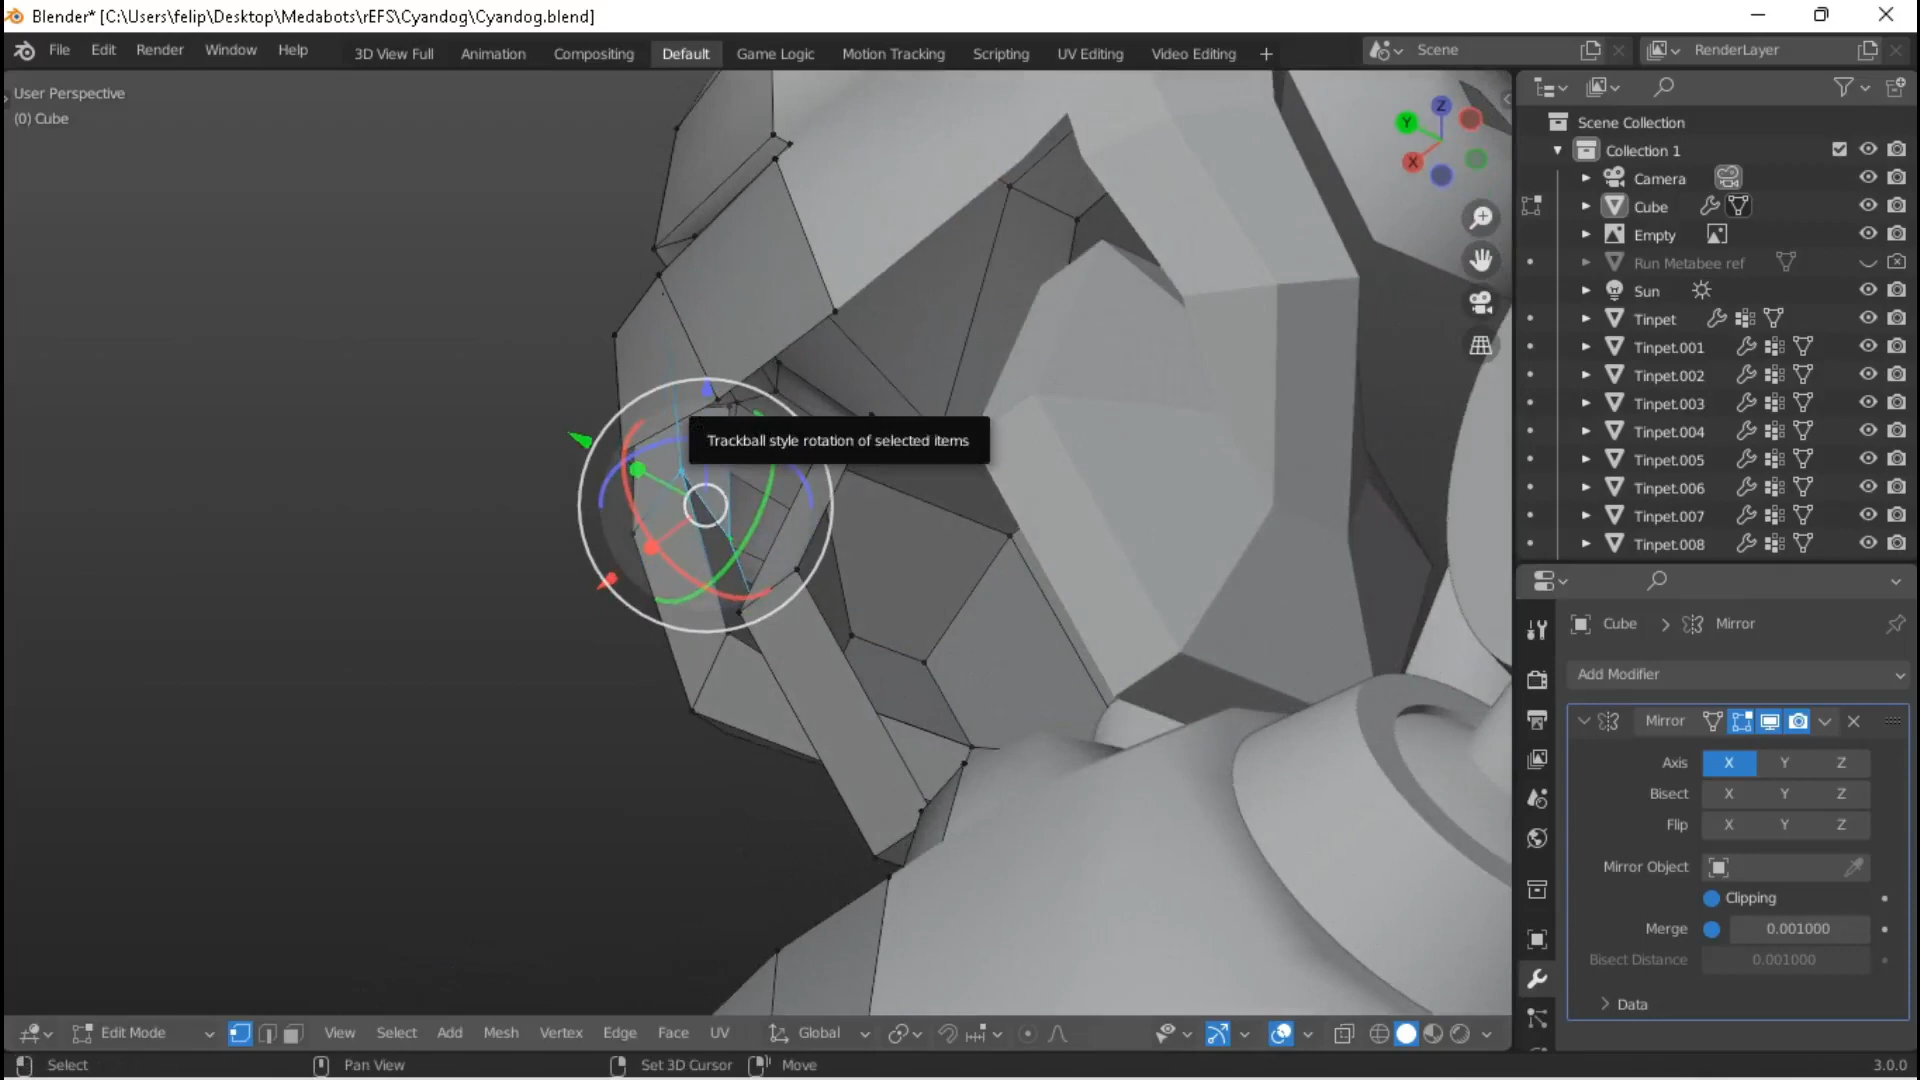 Blender* [C:\Users\felip\Desktop\Medabots\rEFS\Cyandog\Cyandog.blend]
File Edit Render Window Help 3D View Full Animation Compositing Default Game Logic Motion Tracking Scripting UV Editing Video Editing + Scene RenderLayer
User Perspective
(0) Cube
Z
Y
X
Trackball style rotation of selected items
Scene Collection
Collection 1
Camera
Cube
Empty
Run Metabee ref
Sun
Tinpet
Tinpet.001
Tinpet.002
Tinpet.003
Tinpet.004
Tinpet.005
Tinpet.006
Tinpet.007
Tinpet.008
Cube > Mirror
Add Modifier
Mirror
Axis X Y Z
Bisect X Y Z
Flip X Y Z
Mirror Object
Clipping
Merge 0.001000
Bisect Distance 0.001000
Data
Edit Mode View Select Add Mesh Vertex Edge Face UV Global
Select Pan View Set 3D Cursor Move 3.0.0